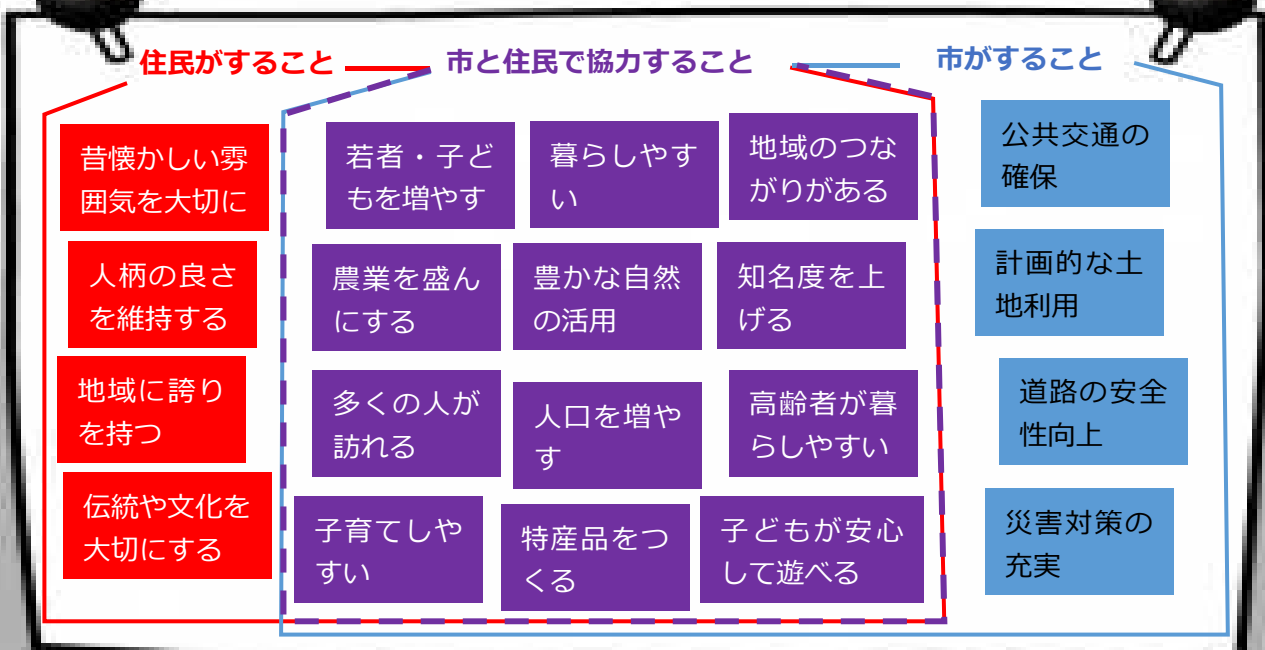 住民がすること
市と住民で協力すること
市がすること
昔懐かしい雰
囲気を大切に
人柄の良さ
を維持する
地域に誇り
を持つ
伝統や文化を
大切にする
若者・子ど
もを増やす
暮らしやす
い
地域のつな
がりがある
農業を盛ん
にする
豊かな自然
の活用
知名度を上
げる
多くの人が
訪れる
人口を増や
す
高齢者が暮
らしやすい
子育てしや
すい
特産品をつ
くる
子どもが安心
して遊べる
公共交通の
確保
計画的な土
地利用
道路の安全
性向上
災害対策の
充実